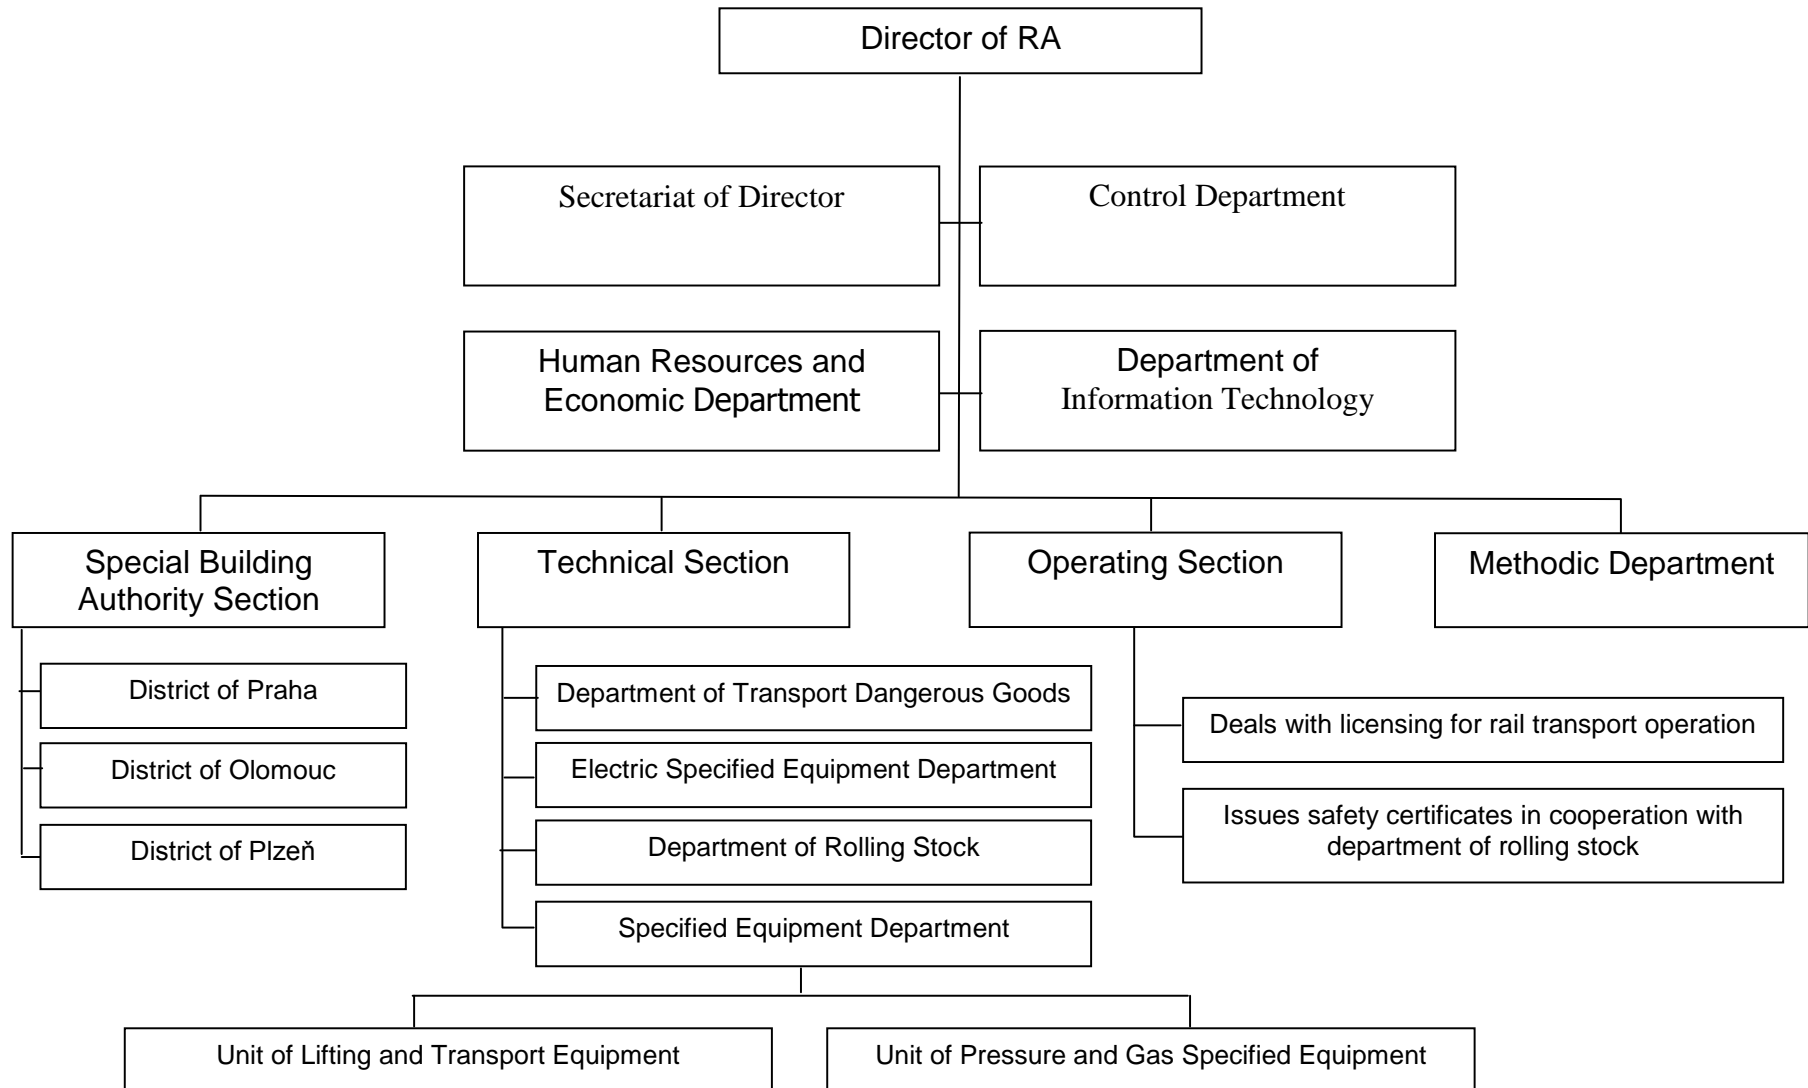 Director of RA
Secretariat of Director
Control Department
Human Resources and
Economic Department
Department of
Information Technology
Special Building
Authority Section
Technical Section
Operating Section
Methodic Department
District of Praha
District of Olomouc
District of Plzeň
Department of Transport Dangerous Goods
Electric Specified Equipment Department
Department of Rolling Stock
Specified Equipment Department
Deals with licensing for rail transport operation
Issues safety certificates in cooperation with
department of rolling stock
Unit of Lifting and Transport Equipment
Unit of Pressure and Gas Specified Equipment